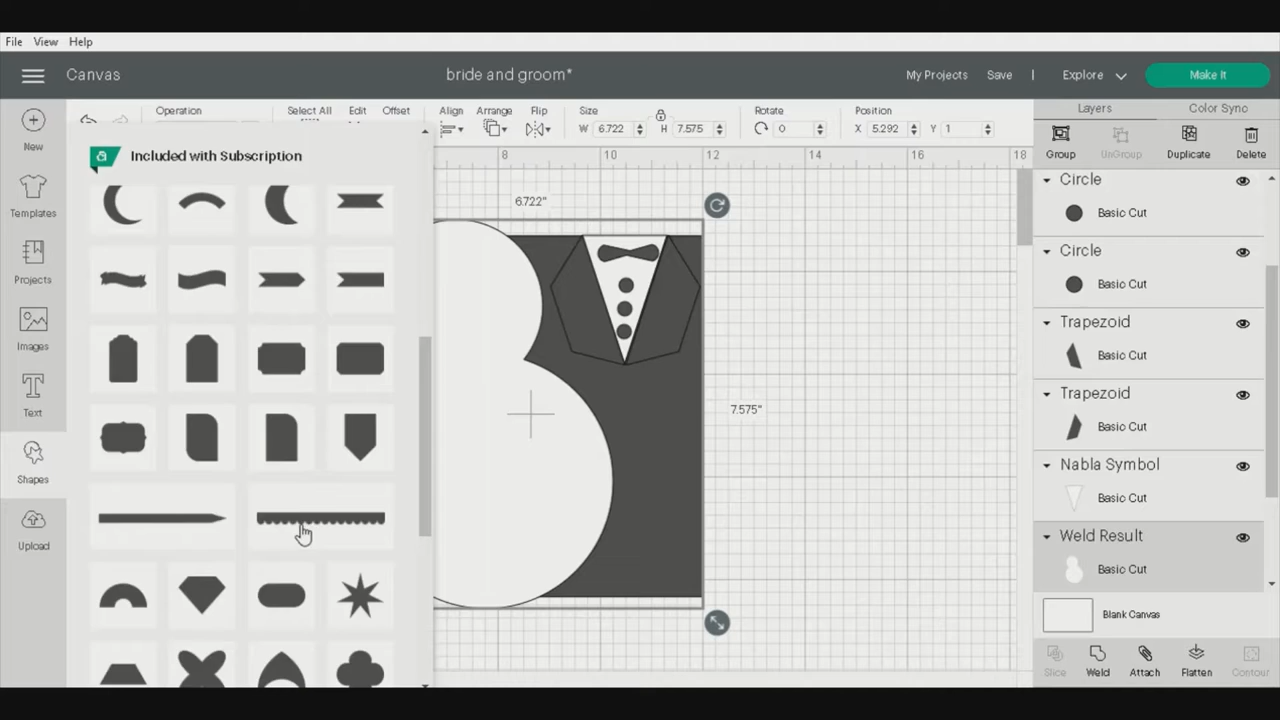 File View Help
Canvas
bride and groom*
My Projects Save | Explore Make It
New
Templates
Projects
Images
Text
Shapes
Upload
Operation Select All Edit Offset Align Arrange Flip Size Rotate Position
W 6.722 H 7.575 0 X 5.292 Y 1
a Included with Subscription
8 10 12 14 16 18
6.722"
7.575"
Layers Color Sync
Group UnGroup Duplicate Delete
Circle
Basic Cut
Circle
Basic Cut
Trapezoid
Basic Cut
Trapezoid
Basic Cut
Nabla Symbol
Basic Cut
Weld Result
Basic Cut
Blank Canvas
Slice Weld Attach Flatten Contour